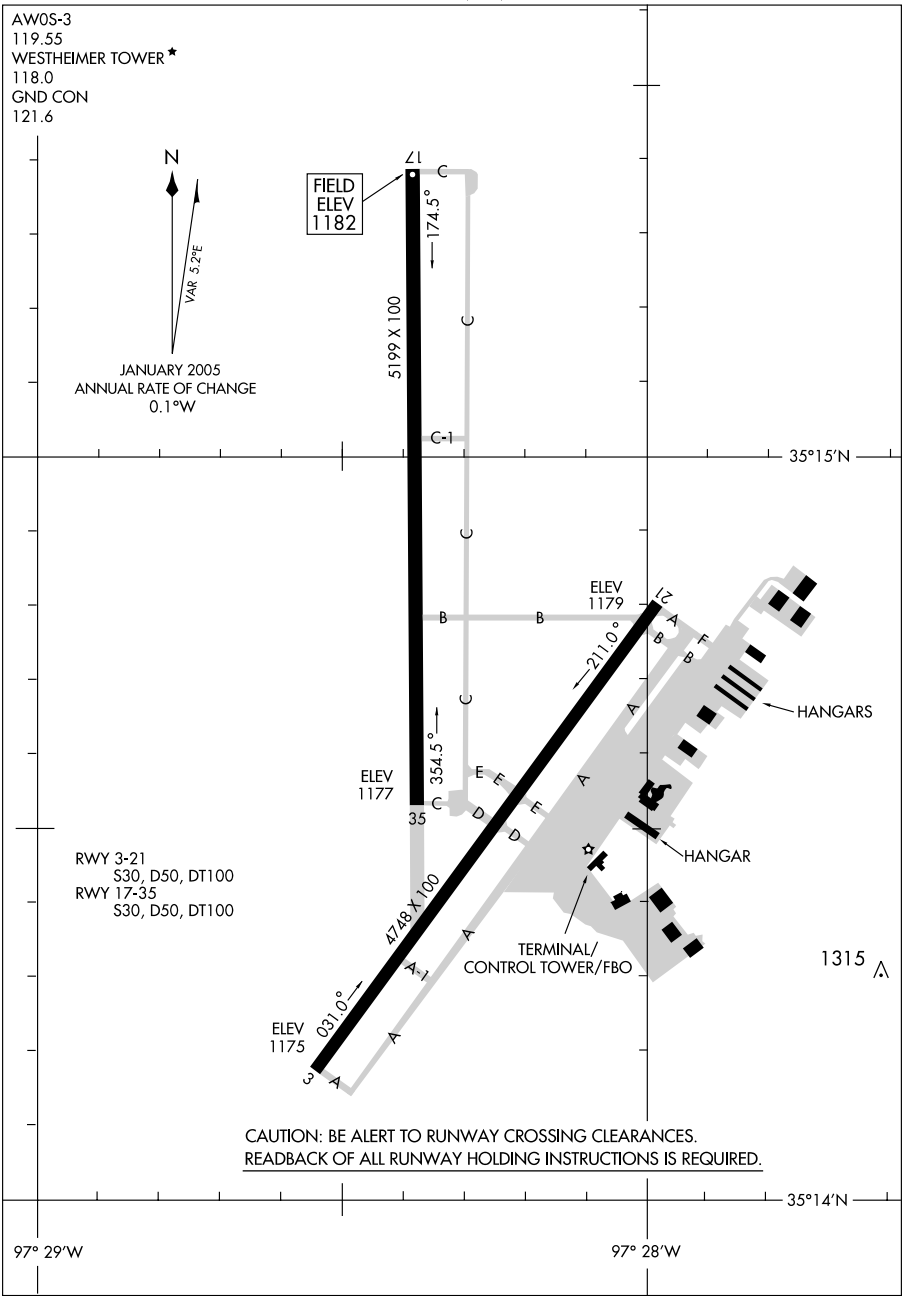 AW0S-3
119.55
WESTHEIMER TOWER★
118.0
GND CON
121.6
N
VAR 5.2°E
JANUARY 2005
ANNUAL RATE OF CHANGE
0.1°W
FIELD
ELEV
1182
17
C
174.5°
5199 X 100
C
C-1
35°15'N
C
ELEV
1179
21
B
B
A
F
B
B
211.0°
A
C
HANGARS
354.5°
ELEV
1177
E
E
A
C
35
D
E
D
HANGAR
RWY 3-21
S30, D50, DT100
RWY 17-35
S30, D50, DT100
4748 X 100
A
TERMINAL/
CONTROL TOWER/FBO
1315
A-1
031.0°
ELEV
1175
A
3
A
CAUTION: BE ALERT TO RUNWAY CROSSING CLEARANCES.
READBACK OF ALL RUNWAY HOLDING INSTRUCTIONS IS REQUIRED.
35°14'N
97° 29'W
97° 28'W